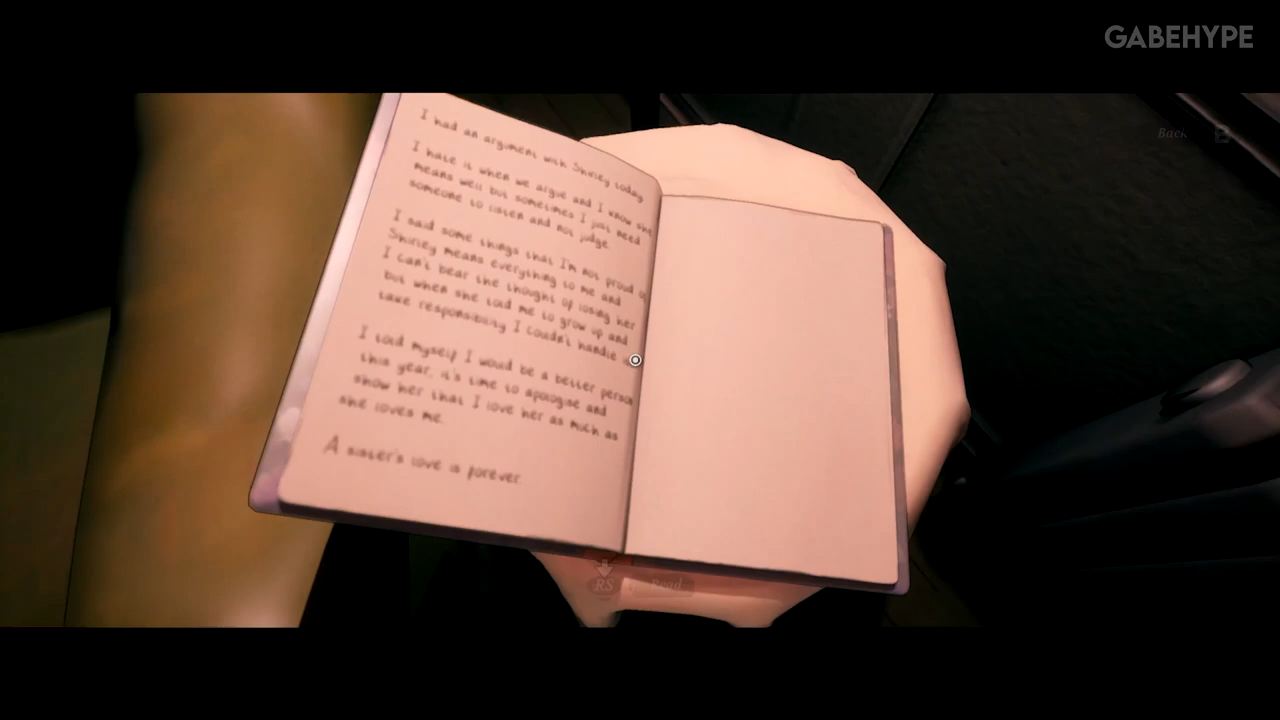 GABEHYPE
Back
I had an argument with Shirley today
I hate it when we argue and I know she
means well but sometimes I just need
someone to listen and not judge.
I said some things that I'm not proud of
Shirley means everything to me and
I can't bear the thought of losing her
but when she told me to grow up and
take responsibility I couldn't handle
I told myself I would be a better person
this year. it's time to apologise and
show her that I love her as much as
she loves me.
A sister's love is forever.
RS
Read